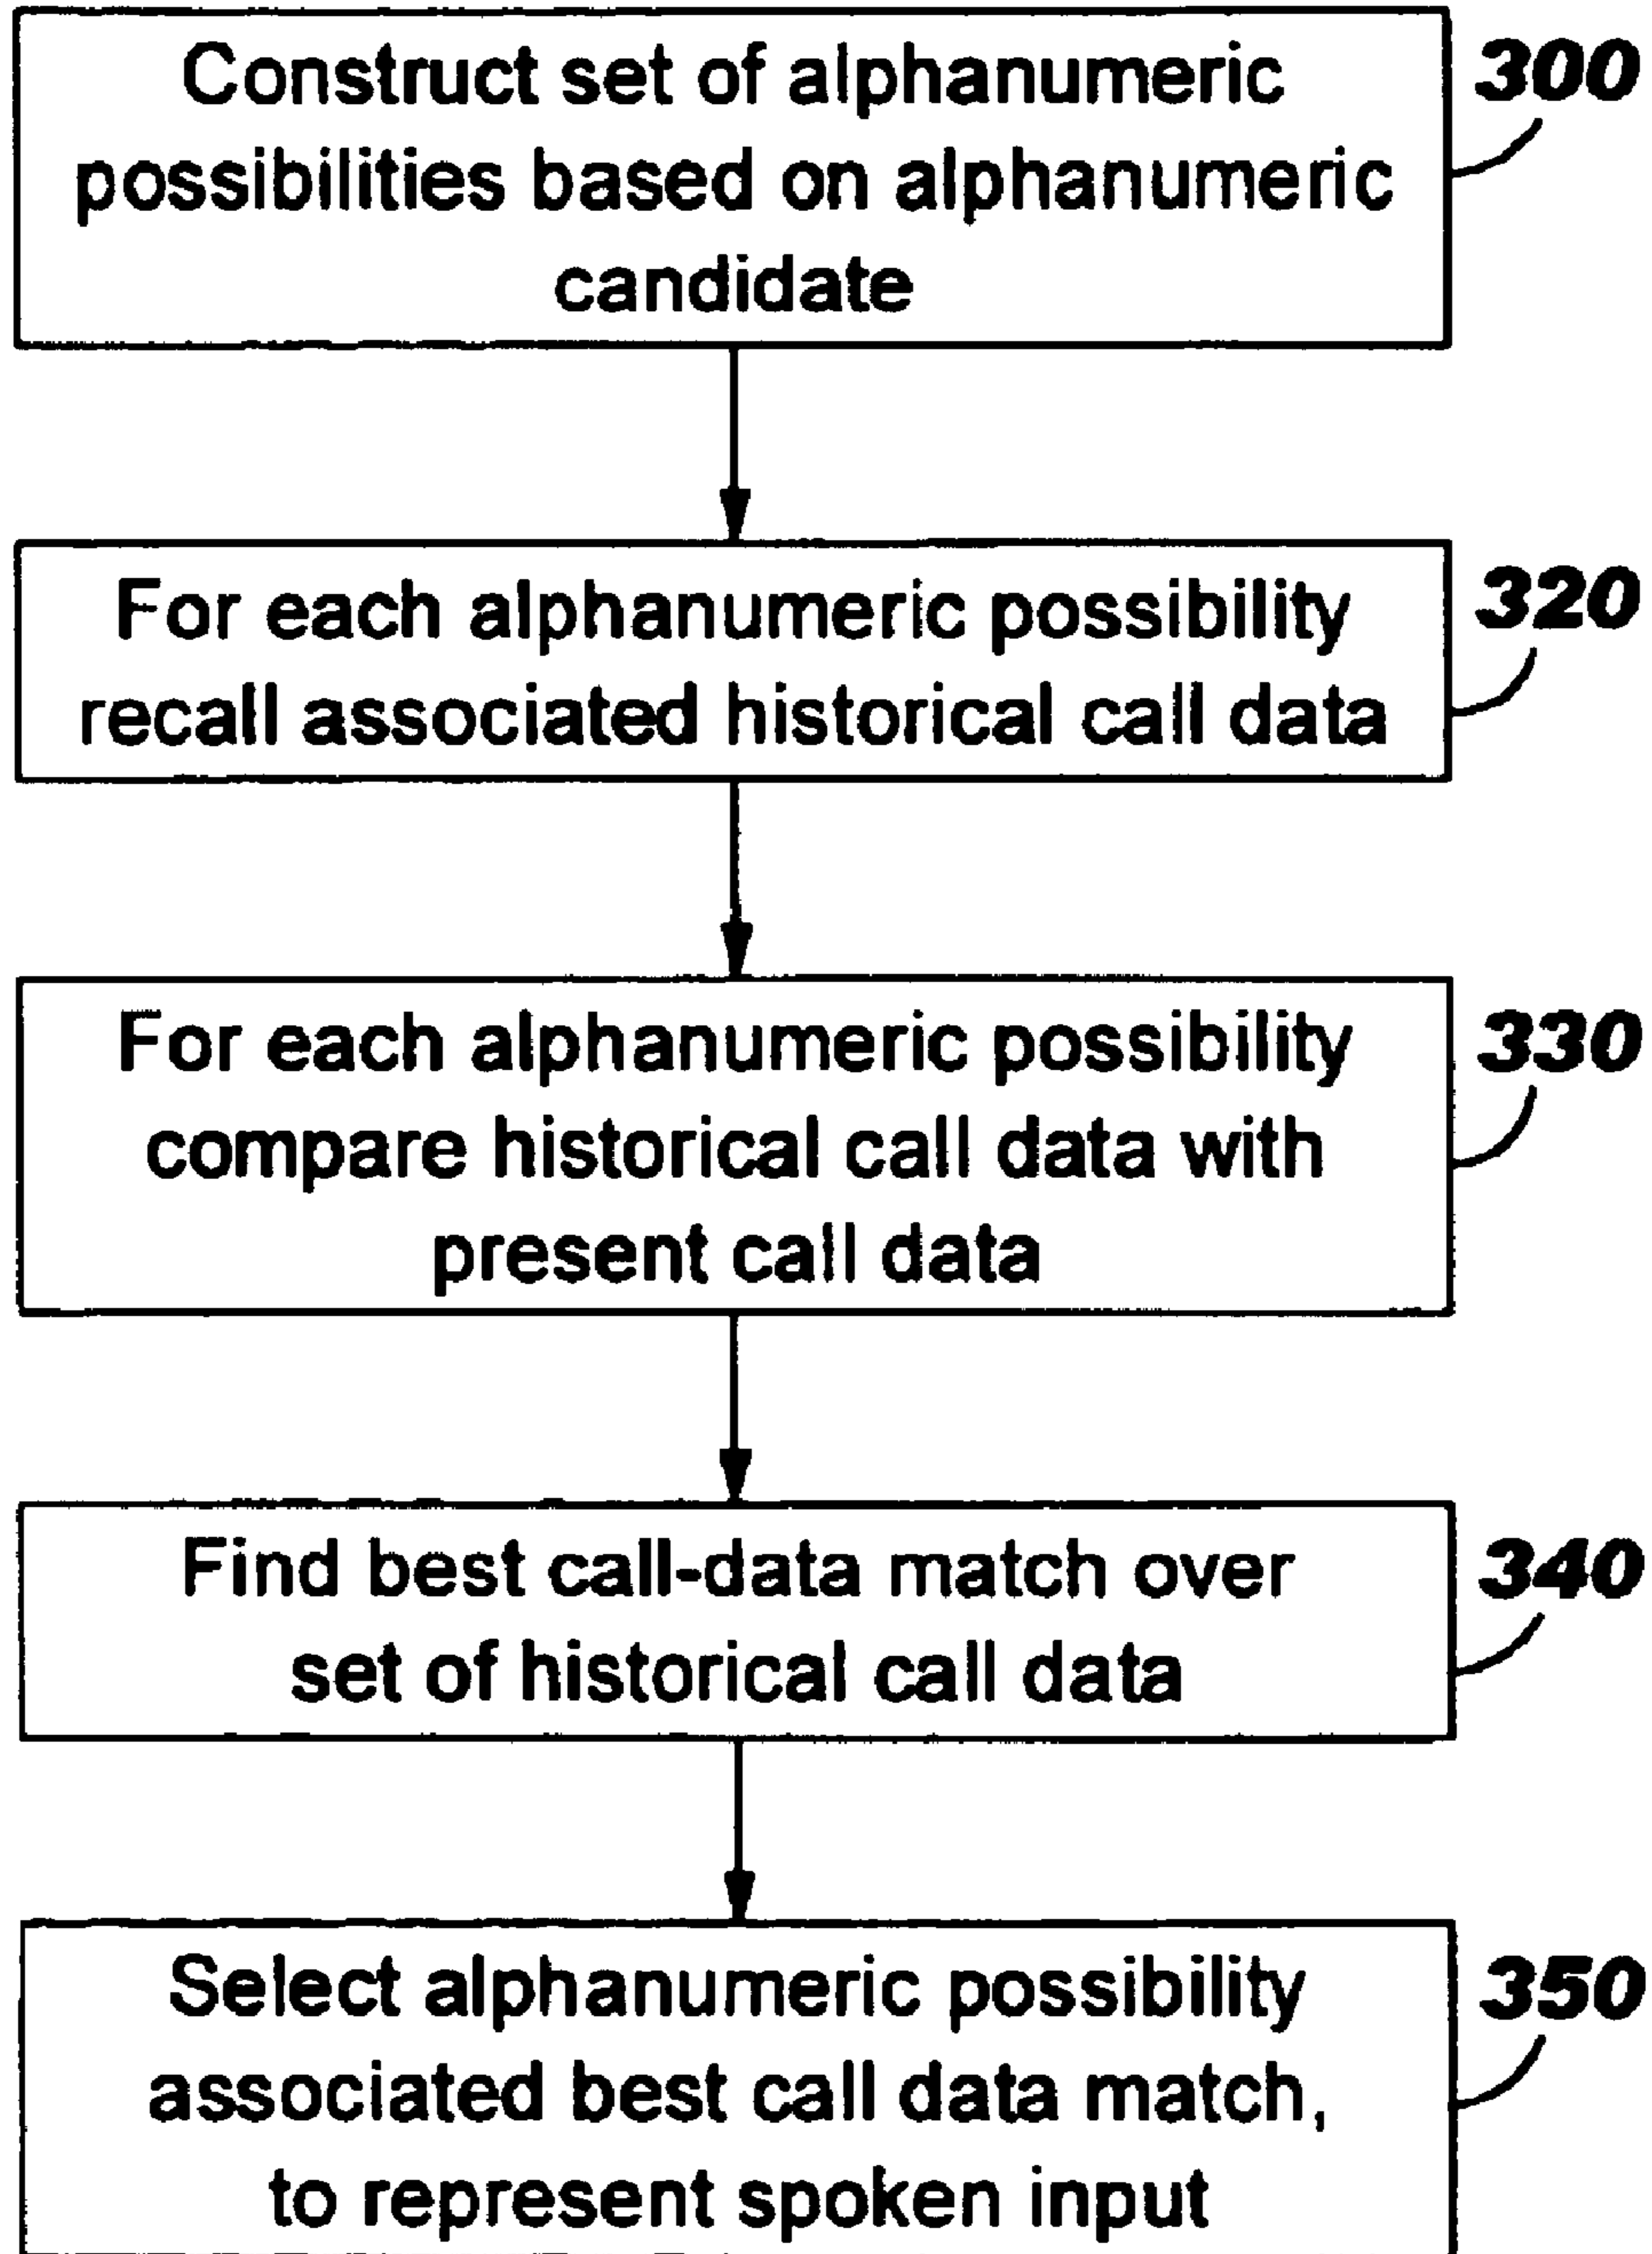 Construct set of alphanumeric
possibilities based on alphanumeric
candidate
300
For each alphanumeric possibility
recall associated historical call data
320
For each alphanumeric possibility
compare historical call data with
present call data
330
Find best call-data match over
set of historical call data
340
Select alphanumeric possibility
associated best call data match,
to represent spoken input
350